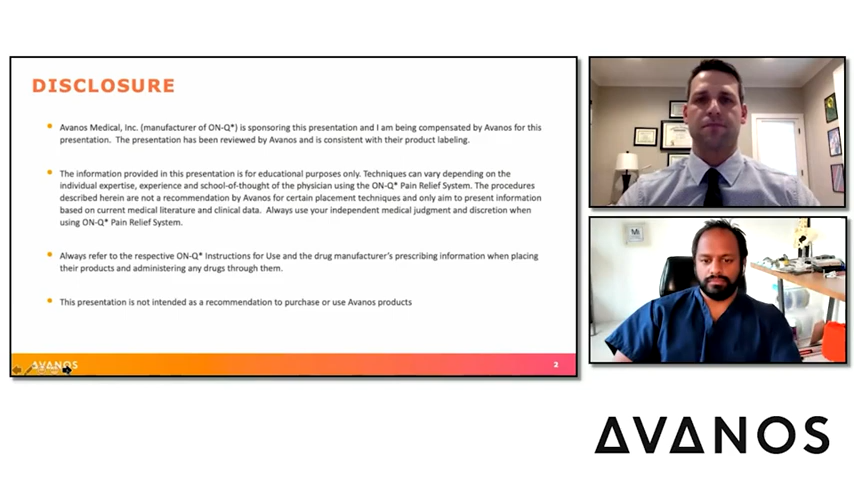 DISCLOSURE
Avanos Medical, Inc. (manufacturer of ON-Q*) is sponsoring this presentation and I am being compensated by Avanos for this
presentation. The presentation has been reviewed by Avanos and is consistent with their product labeling.
The information provided in this presentation is for educational purposes only. Techniques can vary depending on the
individual expertise, experience and school-of-thought of the physician using the ON-Q* Pain Relief System. The procedures
described herein are not a recommendation by Avanos for certain placement techniques and only aim to present information
based on current medical literature and clinical data. Always use your independent medical judgment and discretion when
using ON-Q* Pain Relief System.
Always refer to the respective ON-Q* Instructions for Use and the drug manufacturer's prescribing information when placing
their products and administering any drugs through them.
This presentation is not intended as a recommendation to purchase or use Avanos products
AVANOS
2
AVANOS